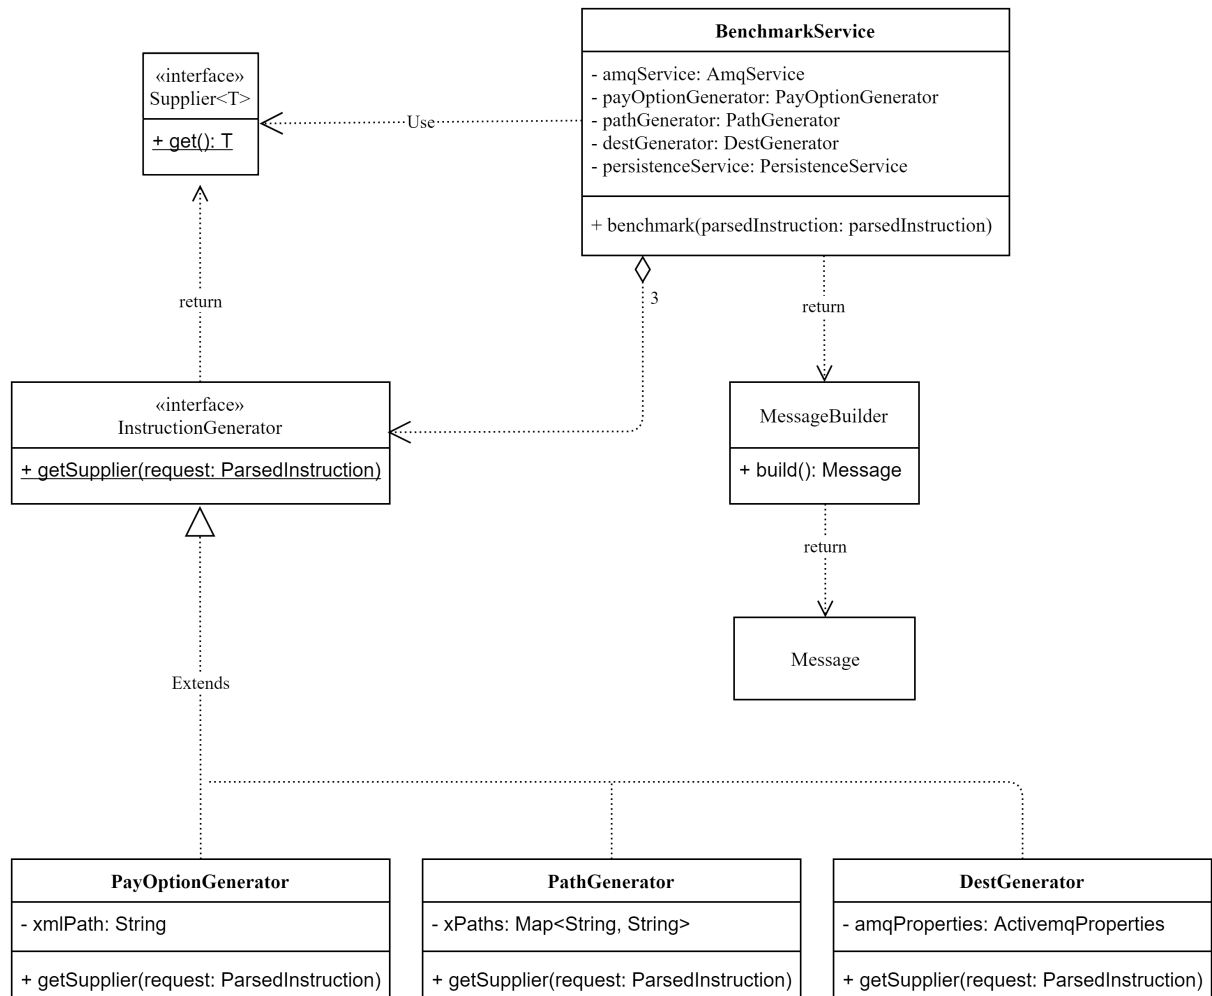 BenchmarkService
- amqService: AmqService
- payOptionGenerator: PayOptionGenerator
- pathGenerator: PathGenerator
- destGenerator: DestGenerator
- persistenceService: PersistenceService
+ benchmark(parsedInstruction: parsedInstruction)
«interface»
Supplier<T>
+ get(): T
Use
return
3
return
«interface»
InstructionGenerator
+ getSupplier(request: ParsedInstruction)
MessageBuilder
+ build(): Message
return
Message
Extends
PayOptionGenerator
- xmlPath: String
+ getSupplier(request: ParsedInstruction)
PathGenerator
- xPaths: Map<String, String>
+ getSupplier(request: ParsedInstruction)
DestGenerator
- amqProperties: ActivemqProperties
+ getSupplier(request: ParsedInstruction)